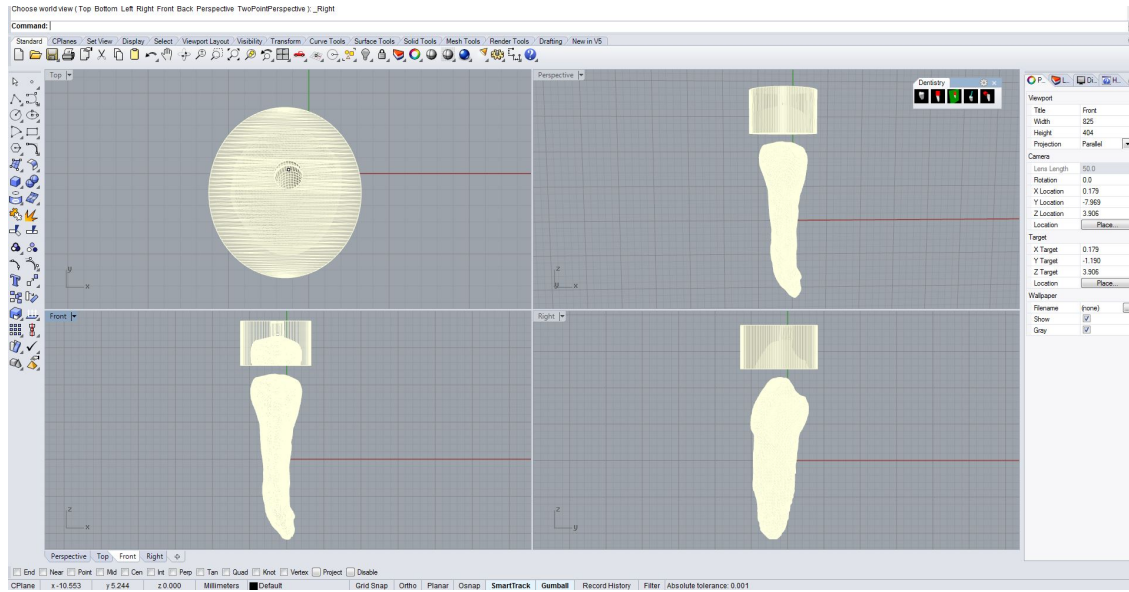 Choose world view ( Top Bottom Left Right Front Back Perspective TwoPointPerspective ): _Right
Command:
Standard CPlanes Set View Display Select Viewport Layout Visibility Transform Curve Tools Surface Tools Solid Tools Mesh Tools Render Tools Drafting New in V5
Top
y
x
Perspective
Dentistry
z
y x
Front
z
x
Right
z
y
P... L... Di... H...
Viewport
Title Front
Width 825
Height 404
Projection Parallel
Camera
Lens Length 50.0
Rotation 0.0
X Location 0.179
Y Location -7.969
Z Location 3.906
Location Place...
Target
X Target 0.179
Y Target -1.190
Z Target 3.906
Location Place...
Wallpaper
Filename (none) ...
Show
Gray
Perspective Top Front Right
End Near Point Mid Cen Int Perp Tan Quad Knot Vertex Project Disable
CPlane x -10.553 y 5.244 z 0.000 Millimeters Default Grid Snap Ortho Planar Osnap SmartTrack Gumball Record History Filter Absolute tolerance: 0.001